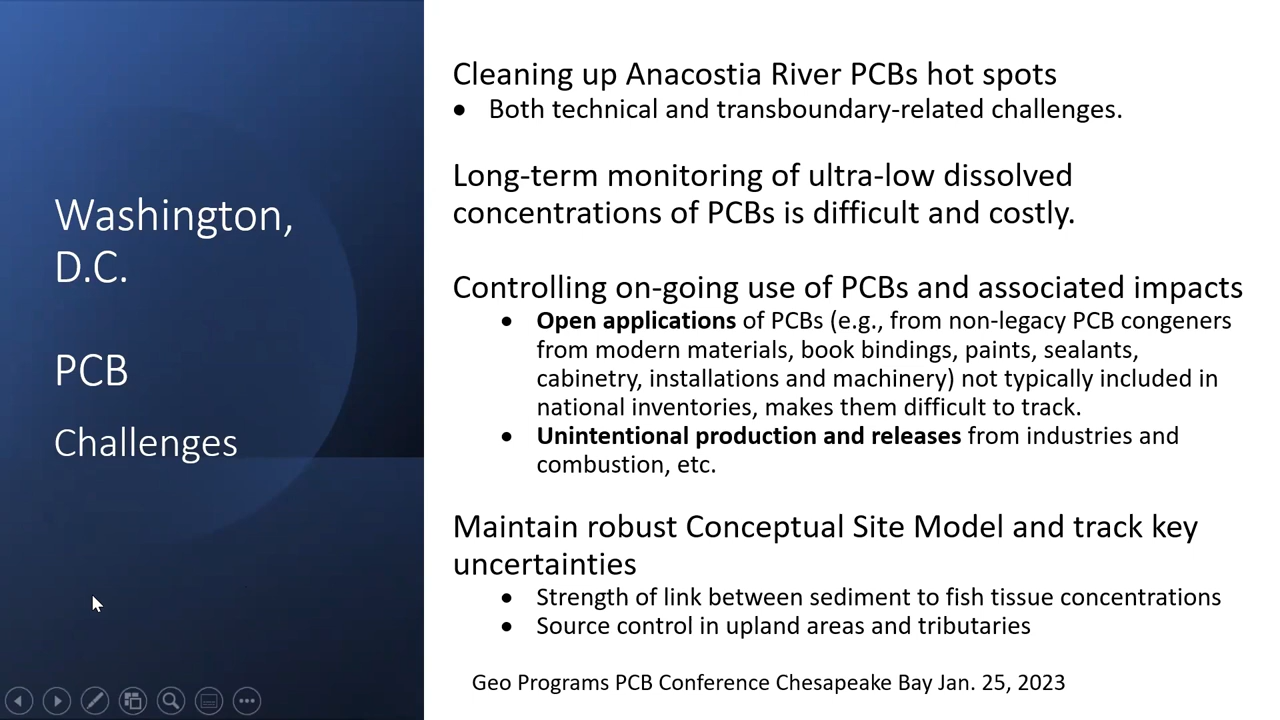 Washington,
D.C.
PCB
Challenges
Cleaning up Anacostia River PCBs hot spots
• Both technical and transboundary-related challenges.
Long-term monitoring of ultra-low dissolved
concentrations of PCBs is difficult and costly.
Controlling on-going use of PCBs and associated impacts
• Open applications of PCBs (e.g., from non-legacy PCB congeners
from modern materials, book bindings, paints, sealants,
cabinetry, installations and machinery) not typically included in
national inventories, makes them difficult to track.
• Unintentional production and releases from industries and
combustion, etc.
Maintain robust Conceptual Site Model and track key
uncertainties
• Strength of link between sediment to fish tissue concentrations
• Source control in upland areas and tributaries
Geo Programs PCB Conference Chesapeake Bay Jan. 25, 2023